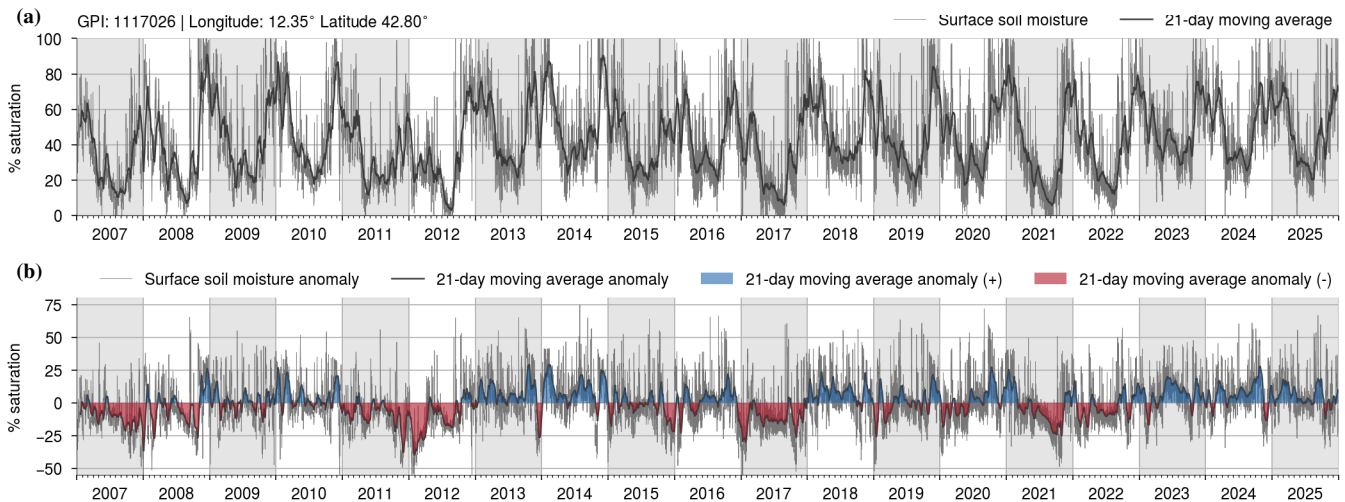 (a) GPI: 1117026 | Longitude: 12.35° Latitude 42.80° Surface soil moisture 21-day moving average
100
80
60
40
20
0
% saturation
2007 2008 2009 2010 2011 2012 2013 2014 2015 2016 2017 2018 2019 2020 2021 2022 2023 2024 2025
(b) Surface soil moisture anomaly 21-day moving average anomaly 21-day moving average anomaly (+) 21-day moving average anomaly (-)
75
50
25
0
−25
−50
% saturation
2007 2008 2009 2010 2011 2012 2013 2014 2015 2016 2017 2018 2019 2020 2021 2022 2023 2024 2025